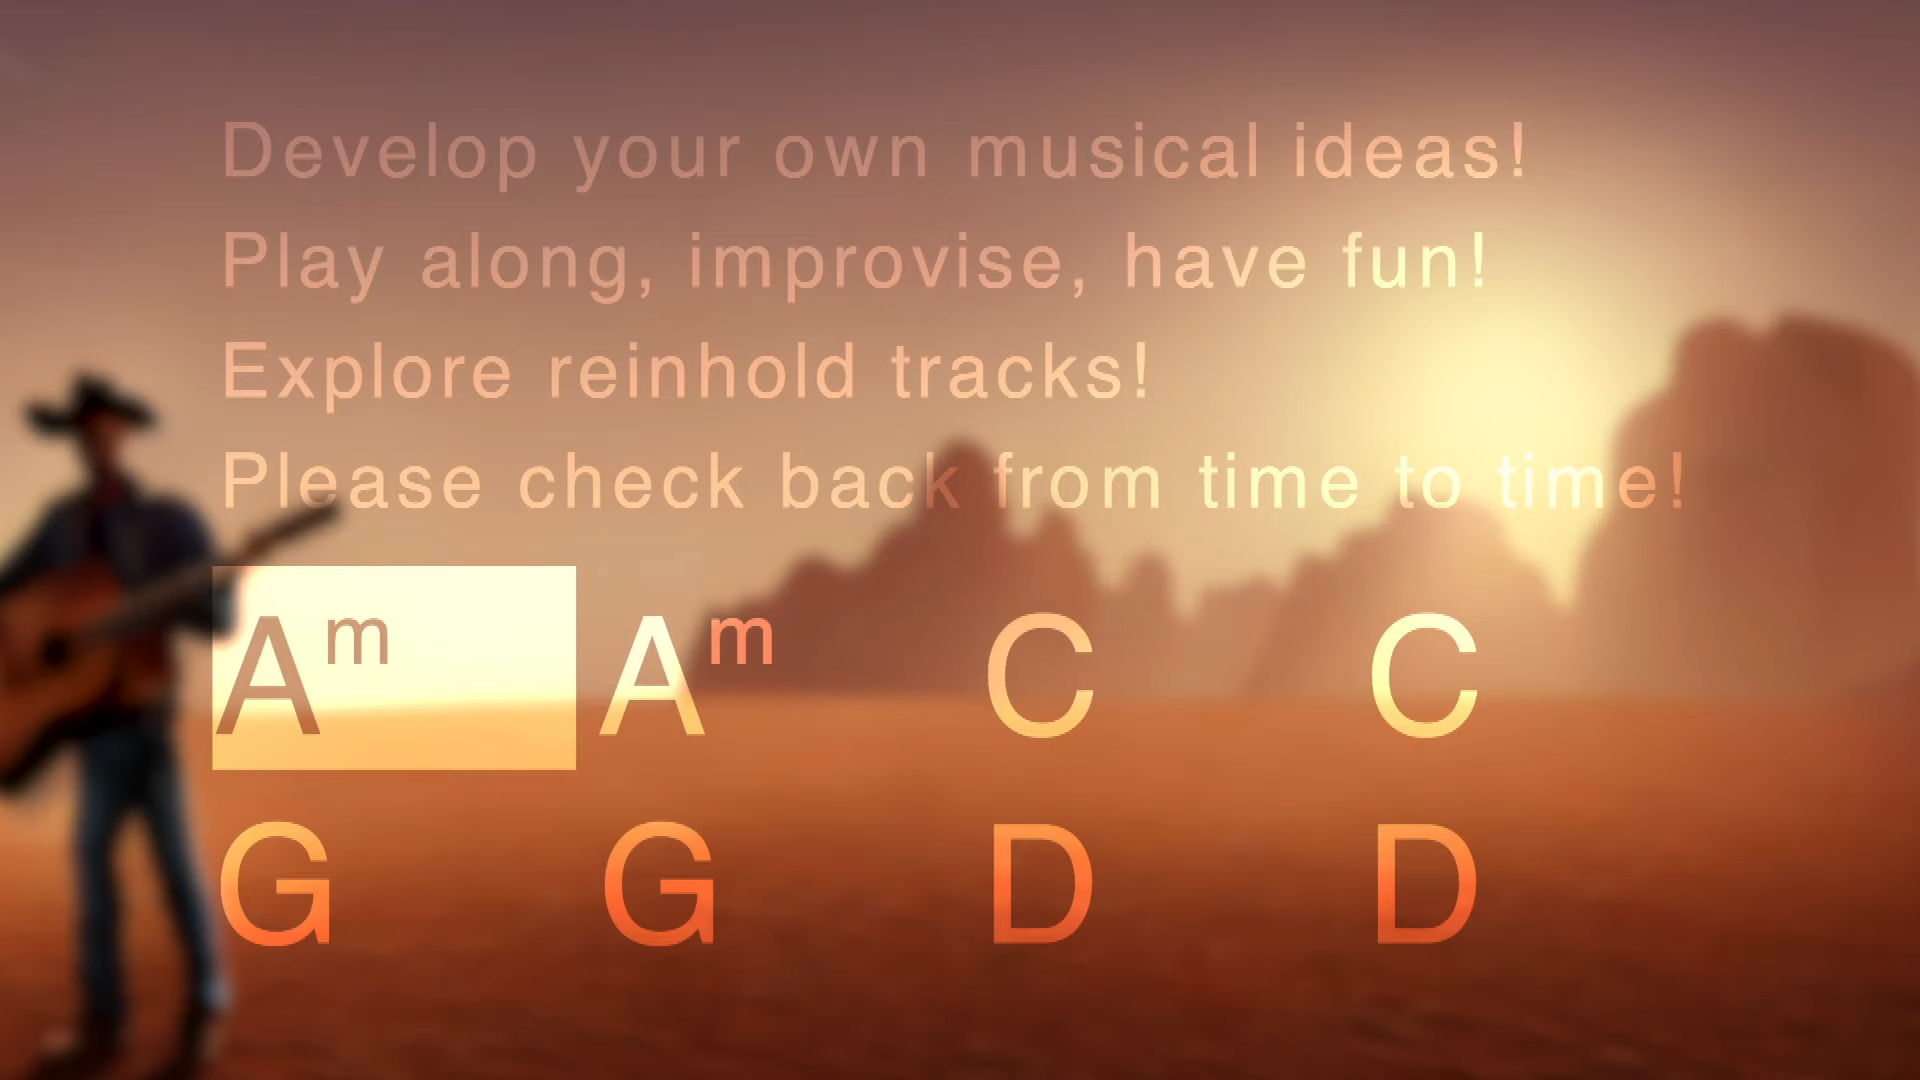 Develop your own musical ideas!
Play along, improvise, have fun!
Explore reinhold tracks!
Please check back from time to time!
Am Am C C
G G D D